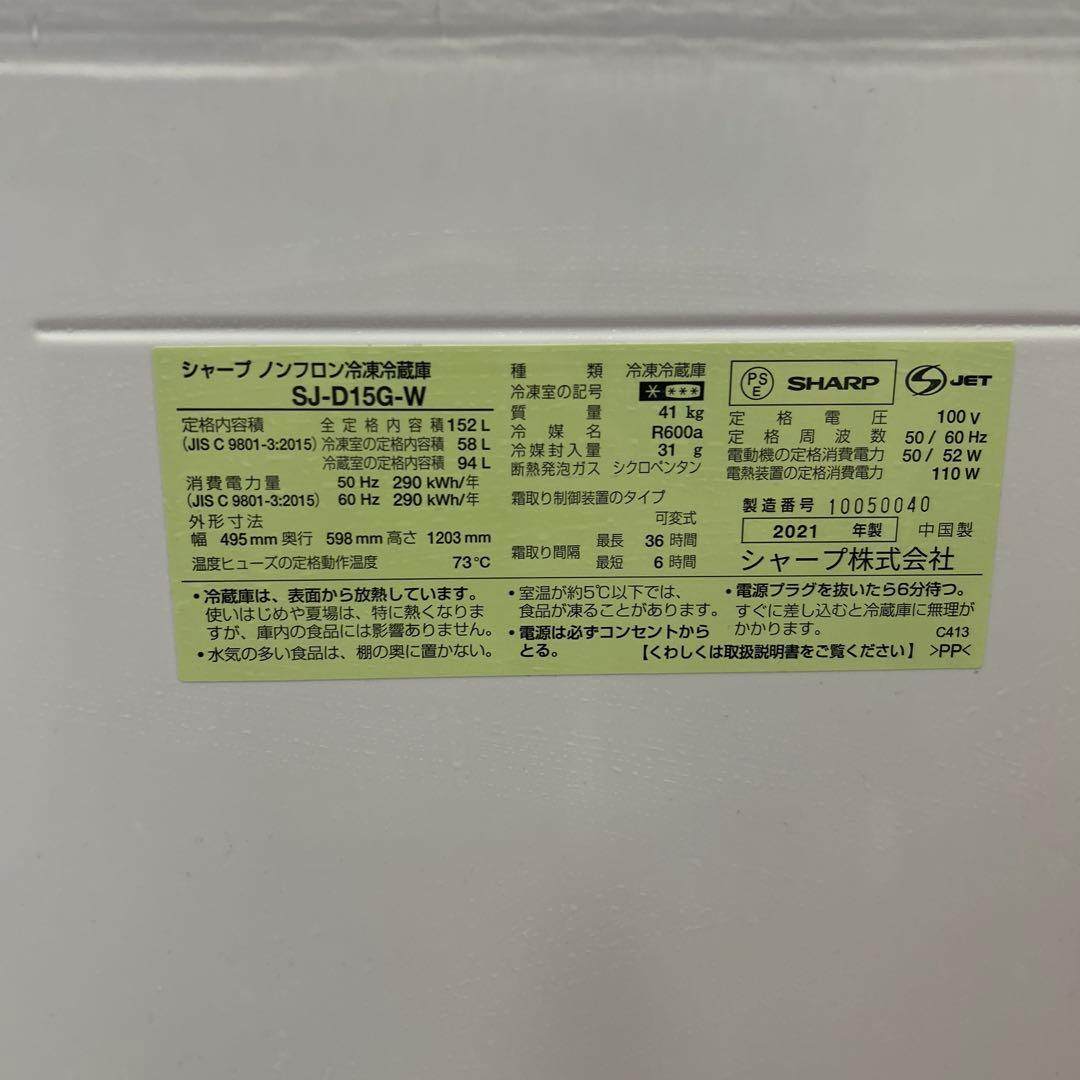 シャープ ノンフロン冷凍冷蔵庫
SJ-D15G-W
定格内容積 全定格内容積 152 L
(JIS C 9801-3:2015) 冷凍室の定格内容積 58 L
冷蔵室の定格内容積 94 L
消費電力量 50 Hz 290 kWh/年
(JIS C 9801-3:2015) 60 Hz 290 kWh/年
外形寸法
幅 495 mm 奥行 598 mm 高さ 1203 mm
温度ヒューズの定格動作温度 73℃
種類 冷凍冷蔵庫
冷凍室の記号 * ***
質量 41 kg
冷媒名 R600a
冷媒封入量 31 g
断熱発泡ガス シクロペンタン
霜取り制御装置のタイプ
可変式
霜取り間隔 最長 36 時間
最短 6 時間
PS E SHARP JET
定格電圧 100 V
定格周波数 50 / 60 Hz
電動機の定格消費電力 50 / 52 W
電熱装置の定格消費電力 110 W
製造番号 10050040
2021 年製 中国製
シャープ株式会社
・冷蔵庫は、表面から放熱しています。
使いはじめや夏場は、特に熱くなりま
すが、庫内の食品には影響ありません。
・水気の多い食品は、棚の奥に置かない。
・室温が約5℃以下では、
食品が凍ることがあります。
・電源は必ずコンセントから
とる。
・電源プラグを抜いたら6分待つ。
すぐに差し込むと冷蔵庫に無理が
かかります。 C413
【くわしくは取扱説明書をご覧ください】 >PP<